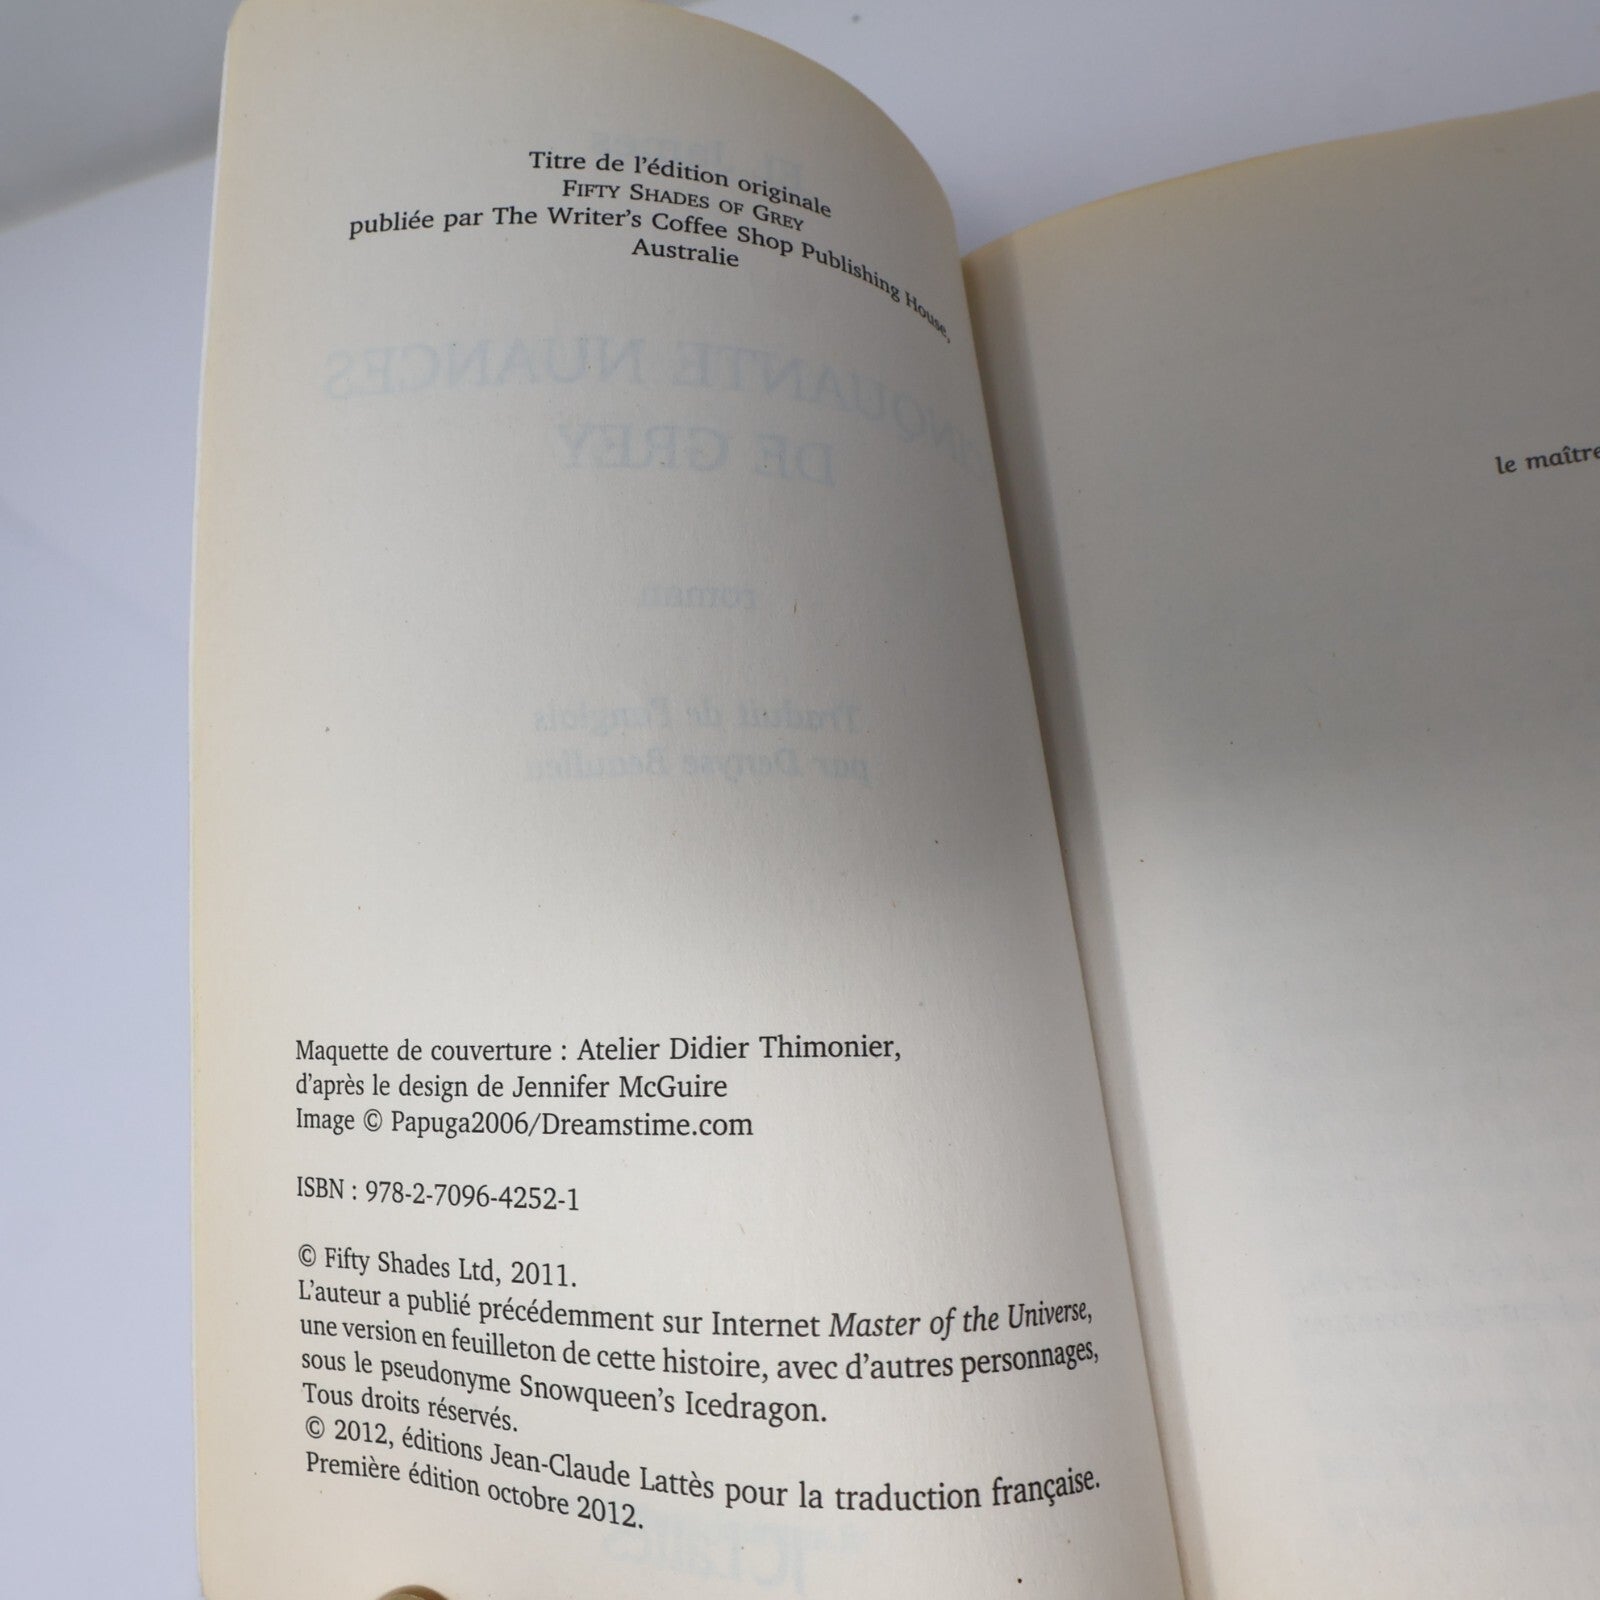 Titre de l'édition originale
FIFTY SHADES OF GREY
publiée par The Writer's Coffee Shop Publishing House,
Australie
Maquette de couverture : Atelier Didier Thimonier,
d'après le design de Jennifer McGuire
Image © Papuga2006/Dreamstime.com
ISBN : 978-2-7096-4252-1
© Fifty Shades Ltd, 2011.
L'auteur a publié précédemment sur Internet Master of the Universe,
une version en feuilleton de cette histoire, avec d'autres personnages,
sous le pseudonyme Snowqueen's Icedragon.
Tous droits réservés.
© 2012, éditions Jean-Claude Lattès pour la traduction française.
Première édition octobre 2012.
le maître